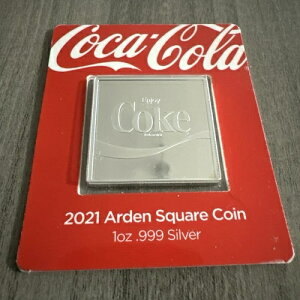 Coca-Cola
Enjoy
Coke
2021 Arden Square Coin
1oz .999 Silver